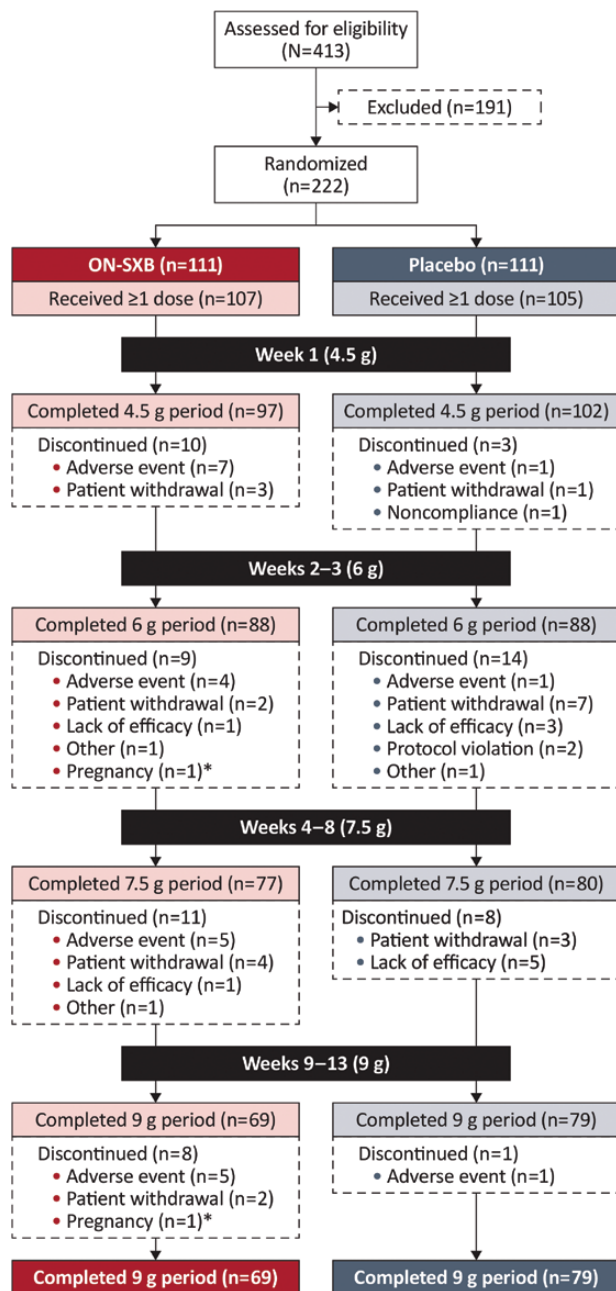 Assessed for eligibility
(N=413)
Excluded (n=191)
Randomized
(n=222)
ON-SXB (n=111)
Received ≥1 dose (n=107)
Placebo (n=111)
Received ≥1 dose (n=105)
Week 1 (4.5 g)
Completed 4.5 g period (n=97)
Discontinued (n=10)
• Adverse event (n=7)
• Patient withdrawal (n=3)
Completed 4.5 g period (n=102)
Discontinued (n=3)
• Adverse event (n=1)
• Patient withdrawal (n=1)
• Noncompliance (n=1)
Weeks 2–3 (6 g)
Completed 6 g period (n=88)
Discontinued (n=9)
• Adverse event (n=4)
• Patient withdrawal (n=2)
• Lack of efficacy (n=1)
• Other (n=1)
• Pregnancy (n=1)*
Completed 6 g period (n=88)
Discontinued (n=14)
• Adverse event (n=1)
• Patient withdrawal (n=7)
• Lack of efficacy (n=3)
• Protocol violation (n=2)
• Other (n=1)
Weeks 4–8 (7.5 g)
Completed 7.5 g period (n=77)
Discontinued (n=11)
• Adverse event (n=5)
• Patient withdrawal (n=4)
• Lack of efficacy (n=1)
• Other (n=1)
Completed 7.5 g period (n=80)
Discontinued (n=8)
• Patient withdrawal (n=3)
• Lack of efficacy (n=5)
Weeks 9–13 (9 g)
Completed 9 g period (n=69)
Discontinued (n=8)
• Adverse event (n=5)
• Patient withdrawal (n=2)
• Pregnancy (n=1)*
Completed 9 g period (n=79)
Discontinued (n=1)
• Adverse event (n=1)
Completed 9 g period (n=69)
Completed 9 g period (n=79)